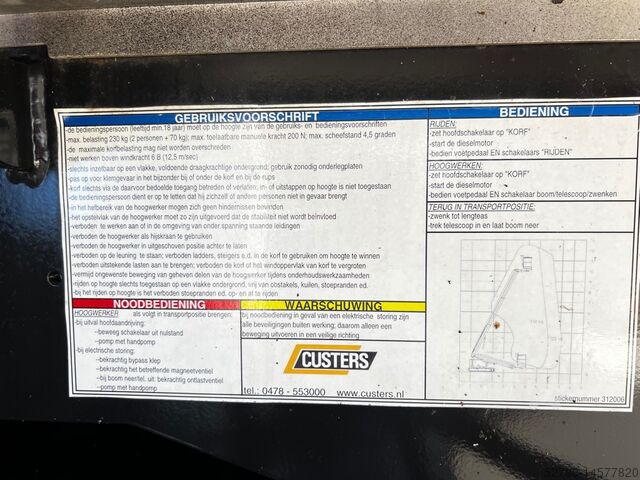 GEBRUIKSVOORSCHRIFT
-de bedieningspersoon (leeftijd min.18 jaar) moet op de hoogte zijn van de gebruiks- en bedieningsvoorschriften
-max. belasting 230 kg (2 personen + 70 kg); max. toelaatbare manuele kracht 200 N; max. scheefstand 4,5 graden
-de maximale korfbelasting mag niet worden overschreden
-niet werken boven windkracht 6 B (12,5 m/sec)
-slechts inzetbaar op een vlakke, voldoende draagkrachtige ondergrond; gebruik zonodig onderlegplaten
-pas op voor klemgevaar in het bijzonder bij of onder de korf en bij de rups
-korf slechts via de daarvoor bedoelde toegang betreden of verlaten; in- of uitstappen op hoogte is niet toegestaan
-de bedieningspersoon dient er op te letten dat hij zichzelf of andere personen niet in gevaar brengt
-in het hefbereik van de hoogwerker mogen zich geen hindernissen bevinden
-het opstelvlak van de hoogwerker moet zo zijn uitgevoerd dat de stabiliteit niet wordt beïnvloed
-verboden te werken aan of in de omgeving van onder spanning staande leidingen
-verboden de hoogwerker als hijskraan te gebruiken
-verboden de hoogwerker in uitgeschoven positie achter te laten
-verboden op de leuning te staan; verboden ladders, steigers e.d. in de korf te gebruiken om hoogte te winnen
-verboden uitstekende lasten aan te brengen; verboden de korf of het windoppervlak van korf te vergroten
-vermijd ongewenste beweging van geheven delen van de hoogwerker tijdens onderhoudswerkzaamheden
-rijden op hoogte slechts toegestaan op een vlakke ondergrond, vrij van obstakels, kuilen, stoepranden ed.
-bij het rijden op hoogte is het verboden stoepranden ed. op en af te rijden
NOODBEDIENING
HOOGWERKER als volgt in transportpositie brengen:
-bij uitval hoofdaandrijving:
--beweeg schakelaar uit nulstand
--pomp met handpomp
-bij electrische storing:
--bekrachtig bypass klep
--bekrachtig het betreffende magneetventiel
--bij boom neer/tel. uit: bekrachtig ontlastventiel
--pomp met handpomp
WAARSCHUWING
bij noodbediening in geval van een elektrische storing zijn
alle beveiligingen buiten werking; daarom alleen een
beweging uitvoeren in een veilige richting
CUSTERS
tel.: 0478 - 553000 www.custers.nl
BEDIENING
RIJDEN:
-zet hoofdschakelaar op "KORF"
-start de dieselmotor
-bedien voetpedaal EN schakelaars "RIJDEN"
HOOGWERKEN:
-zet hoofdschakelaar op "KORF"
-start de dieselmotor
-bedien voetpedaal EN schakelaar boom/telescoop/zwenken
TERUG IN TRANSPORTPOSITIE:
-zwenk tot lengteas
-trek telescoop in en laat boom neer
stickernummer 312006